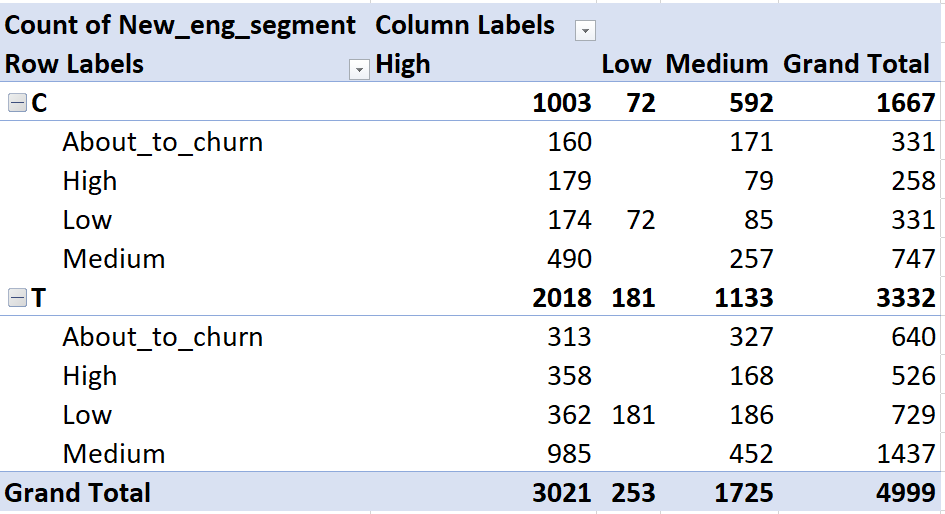 Count of New_eng_segment Column Labels
Row Labels High Low Medium Grand Total
C 1003 72 592 1667
About_to_churn 160 171 331
High 179 79 258
Low 174 72 85 331
Medium 490 257 747
T 2018 181 1133 3332
About_to_churn 313 327 640
High 358 168 526
Low 362 181 186 729
Medium 985 452 1437
Grand Total 3021 253 1725 4999